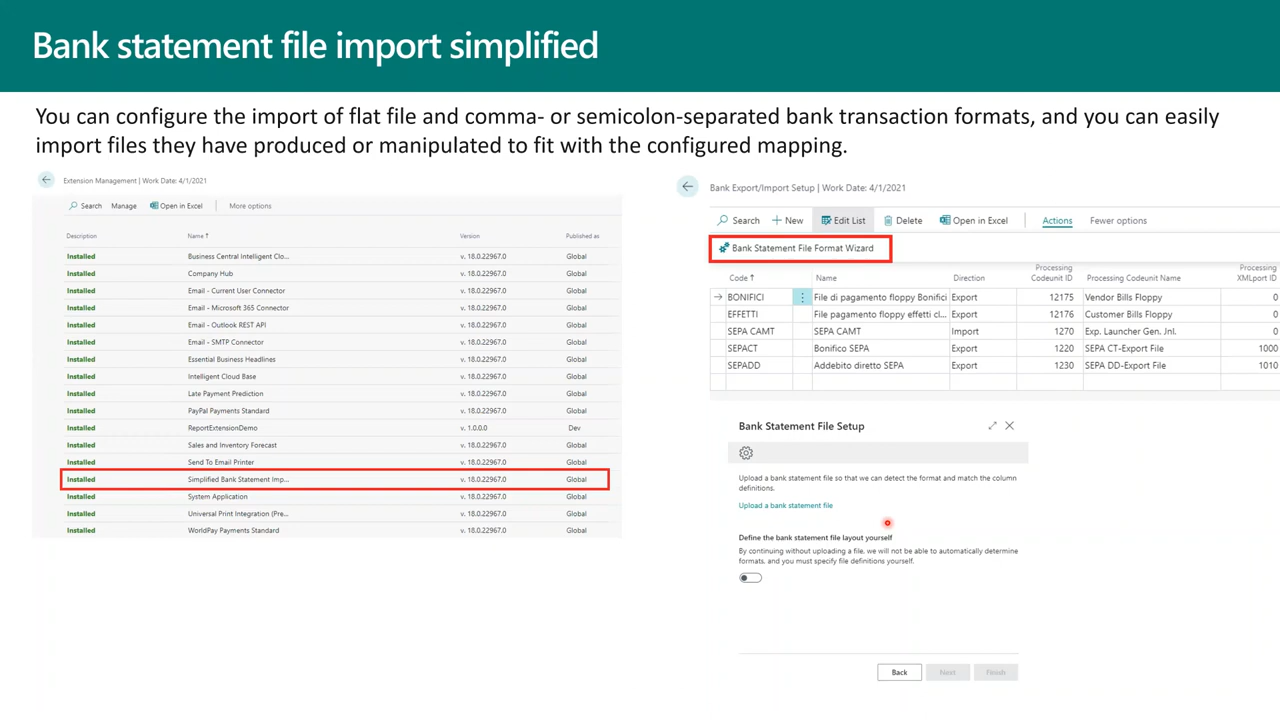 Bank statement file import simplified
You can configure the import of flat file and comma- or semicolon-separated bank transaction formats, and you can easily
import files they have produced or manipulated to fit with the configured mapping.
Extension Management | Work Date: 4/1/2021
Search Manage Open in Excel More options
Description Name ↑ Version Published as
Installed Business Central Intelligent Clo... v. 18.0.22967.0 Global
Installed Company Hub v. 18.0.22967.0 Global
Installed Email - Current User Connector v. 18.0.22967.0 Global
Installed Email - Microsoft 365 Connector v. 18.0.22967.0 Global
Installed Email - Outlook REST API v. 18.0.22967.0 Global
Installed Email - SMTP Connector v. 18.0.22967.0 Global
Installed Essential Business Headlines v. 18.0.22967.0 Global
Installed Intelligent Cloud Base v. 18.0.22967.0 Global
Installed Late Payment Prediction v. 18.0.22967.0 Global
Installed PayPal Payments Standard v. 18.0.22967.0 Global
Installed ReportExtensionDemo v. 1.0.0.0 Dev
Installed Sales and Inventory Forecast v. 18.0.22967.0 Global
Installed Send To Email Printer v. 18.0.22967.0 Global
Installed Simplified Bank Statement Imp... v. 18.0.22967.0 Global
Installed System Application v. 18.0.22967.0 Global
Installed Universal Print Integration (Pre... v. 18.0.22967.0 Global
Installed WorldPay Payments Standard v. 18.0.22967.0 Global
Bank Export/Import Setup | Work Date: 4/1/2021
Search New Edit List Delete Open in Excel Actions Fewer options
Bank Statement File Format Wizard
Processing Processing
Code ↑ Name Direction Codeunit ID Processing Codeunit Name XMLport ID
BONIFICI File di pagamento floppy Bonifici Export 12175 Vendor Bills Floppy 0
EFFETTI File pagamento floppy effetti cl... Export 12176 Customer Bills Floppy 0
SEPA CAMT SEPA CAMT Import 1270 Exp. Launcher Gen. Jnl. 0
SEPACT Bonifico SEPA Export 1220 SEPA CT-Export File 1000
SEPADD Addebito diretto SEPA Export 1230 SEPA DD-Export File 1010
Bank Statement File Setup
Upload a bank statement file so that we can detect the format and match the column
definitions.
Upload a bank statement file
Define the bank statement file layout yourself
By continuing without uploading a file, we will not be able to automatically determine
formats, and you must specify file definitions yourself.
Back Next Finish